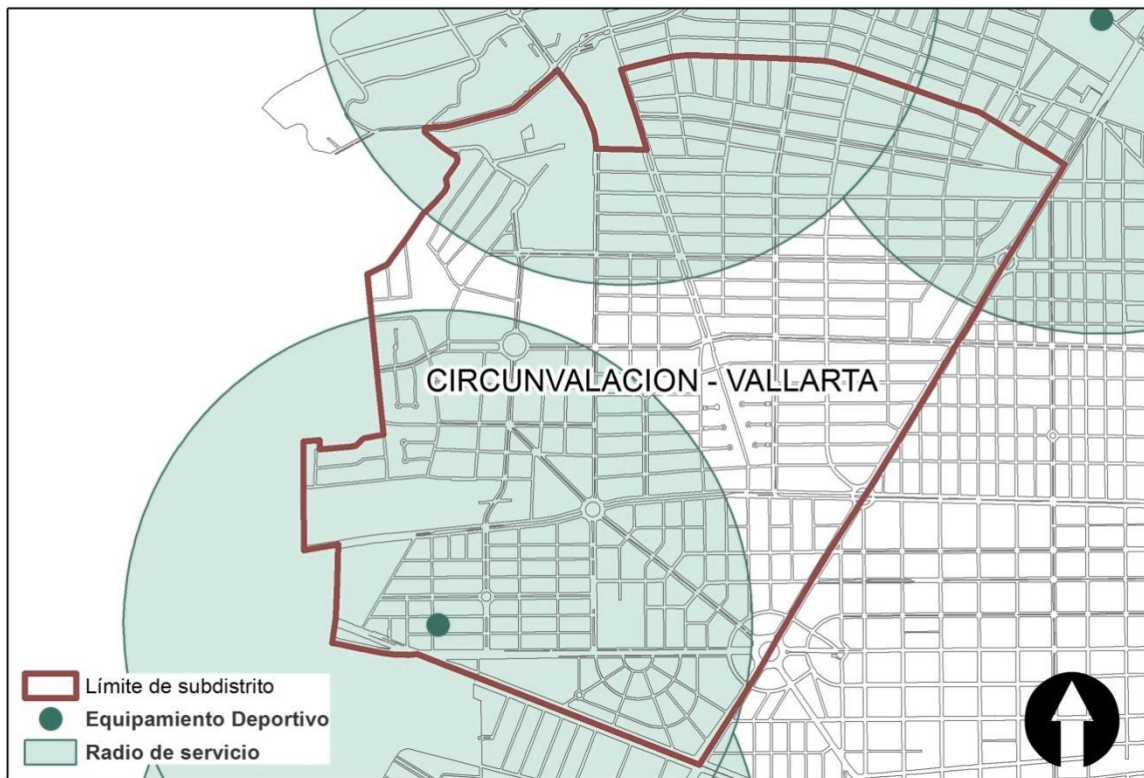 CIRCUNVALACION - VALLARTA
Límite de subdistrito
Equipamiento Deportivo
Radio de servicio